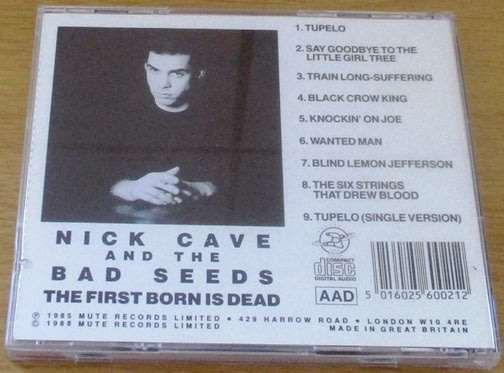 1. TUPELO
2. SAY GOODBYE TO THE
LITTLE GIRL TREE
3. TRAIN LONG-SUFFERING
4. BLACK CROW KING
5. KNOCKIN' ON JOE
6. WANTED MAN
7. BLIND LEMON JEFFERSON
8. THE SIX STRINGS
THAT DREW BLOOD
9. TUPELO (SINGLE VERSION)
NICK CAVE
AND THE
BAD SEEDS
THE FIRST BORN IS DEAD
COMPACT
disc
DIGITAL AUDIO
AAD
5 016025 600212
Ⓟ 1985 MUTE RECORDS LIMITED • 429 HARROW ROAD • LONDON W10 4RE
© 1988 MUTE RECORDS LIMITED
MADE IN GREAT BRITAIN